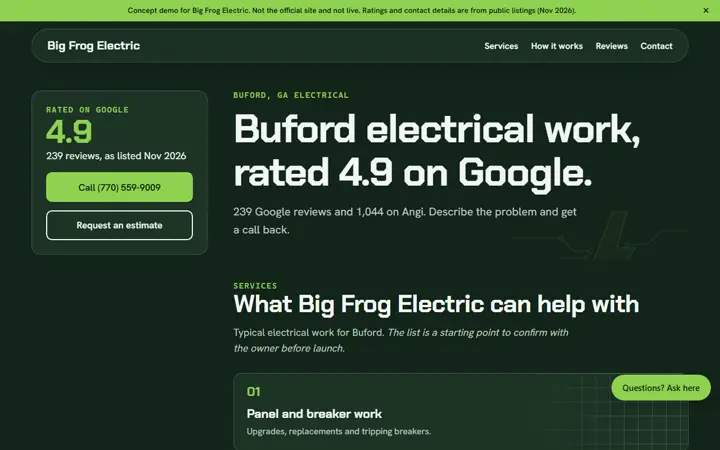 Concept demo for Big Frog Electric. Not the official site and not live. Ratings and contact details are from public listings (Nov 2026).
×
Big Frog Electric
Services
How it works
Reviews
Contact
RATED ON GOOGLE
4.9
239 reviews, as listed Nov 2026
Call (770) 559-9009
Request an estimate
BUFORD, GA ELECTRICAL
Buford electrical work,
rated 4.9 on Google.
239 Google reviews and 1,044 on Angi. Describe the problem and get
a call back.
SERVICES
What Big Frog Electric can help with
Typical electrical work for Buford. The list is a starting point to confirm with
the owner before launch.
01
Panel and breaker work
Upgrades, replacements and tripping breakers.
Questions? Ask here